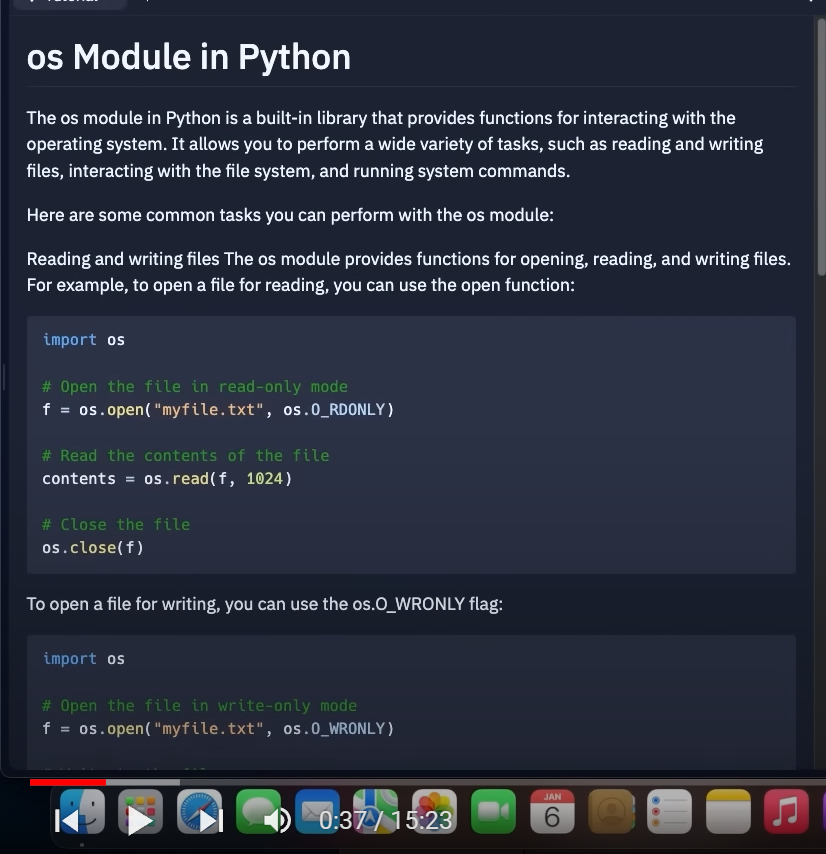 os Module in Python
The os module in Python is a built-in library that provides functions for interacting with the
operating system. It allows you to perform a wide variety of tasks, such as reading and writing
files, interacting with the file system, and running system commands.
Here are some common tasks you can perform with the os module:
Reading and writing files The os module provides functions for opening, reading, and writing files.
For example, to open a file for reading, you can use the open function:
import os
# Open the file in read-only mode
f = os.open("myfile.txt", os.O_RDONLY)
# Read the contents of the file
contents = os.read(f, 1024)
# Close the file
os.close(f)
To open a file for writing, you can use the os.O_WRONLY flag:
import os
# Open the file in write-only mode
f = os.open("myfile.txt", os.O_WRONLY)
JAN
6
0:37 / 15:23